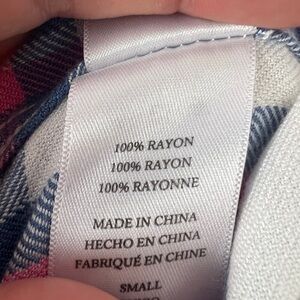 100% RAYON
100% RAYON
100% RAYONNE
MADE IN CHINA
HECHO EN CHINA
FABRIQUÉ EN CHINE
SMALL